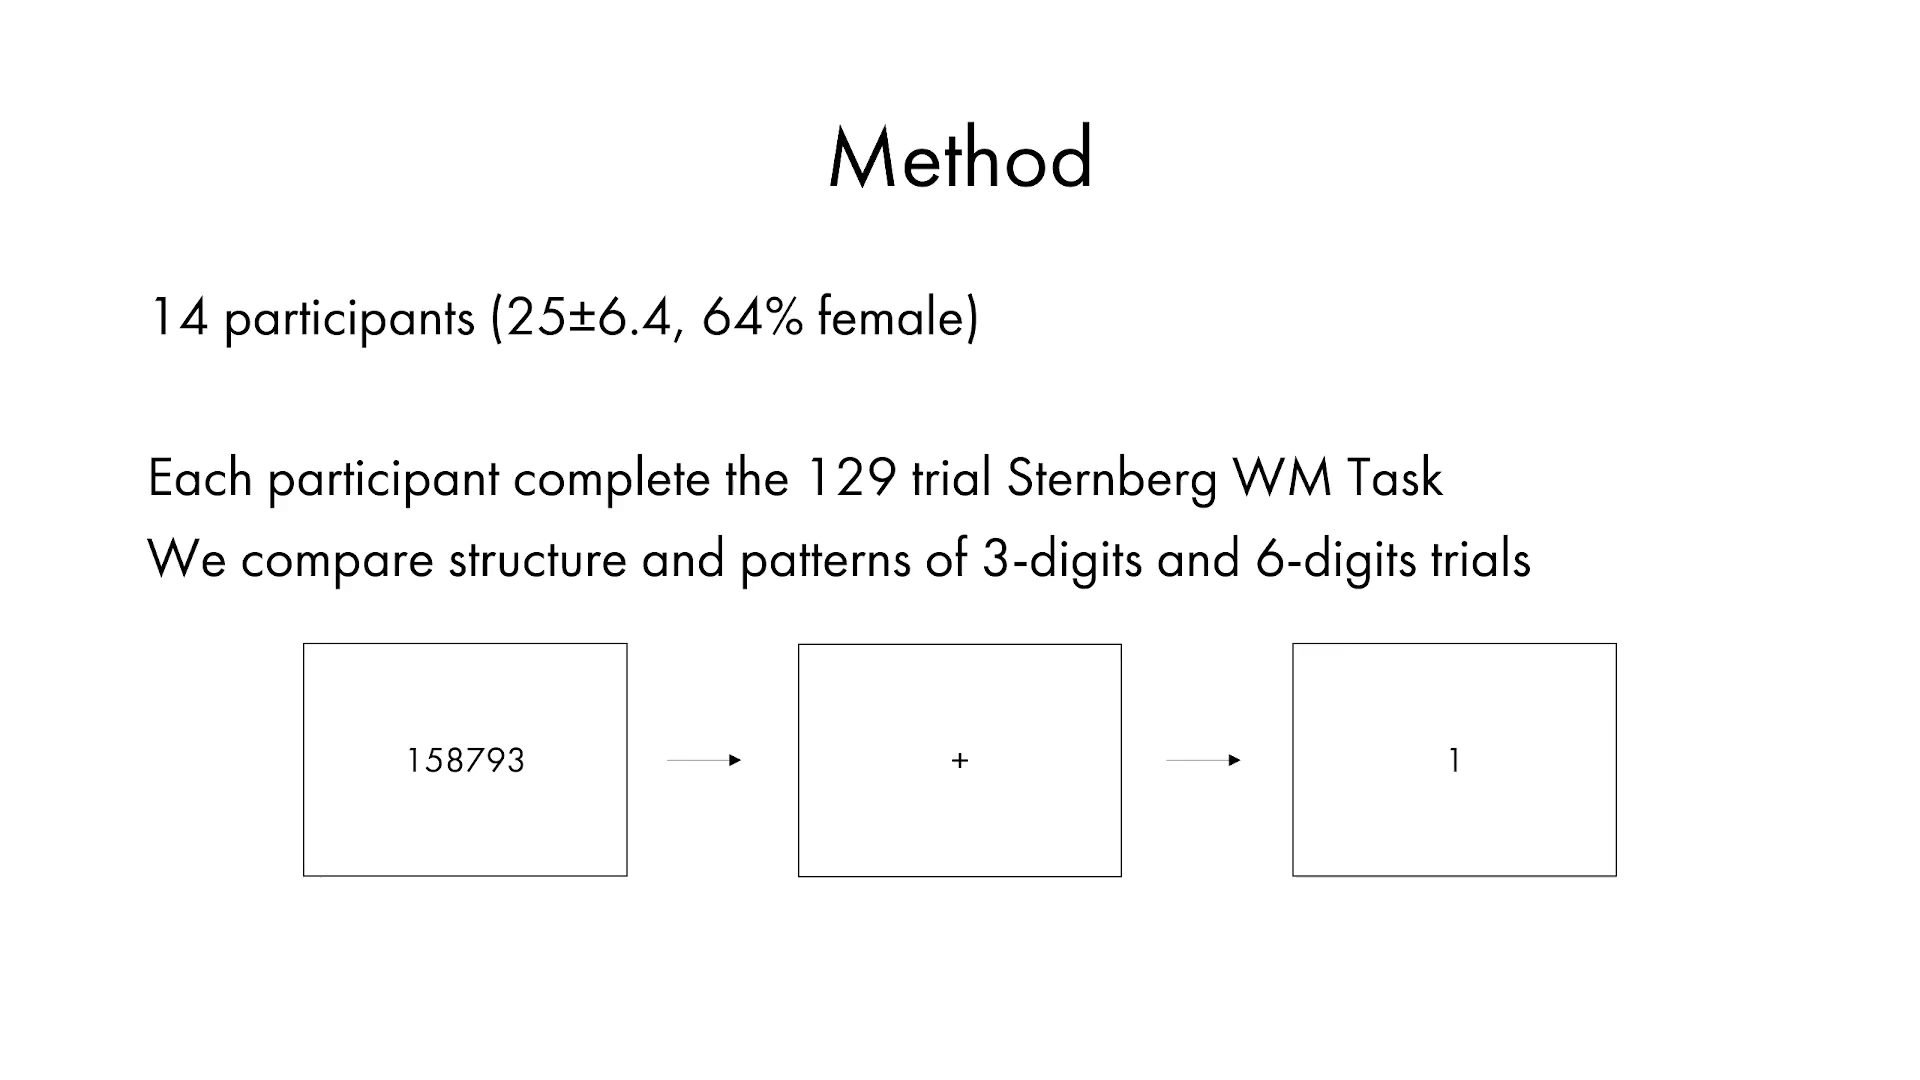 Method
14 participants (25±6.4, 64% female)
Each participant complete the 129 trial Sternberg WM Task
We compare structure and patterns of 3-digits and 6-digits trials
158793
+
1